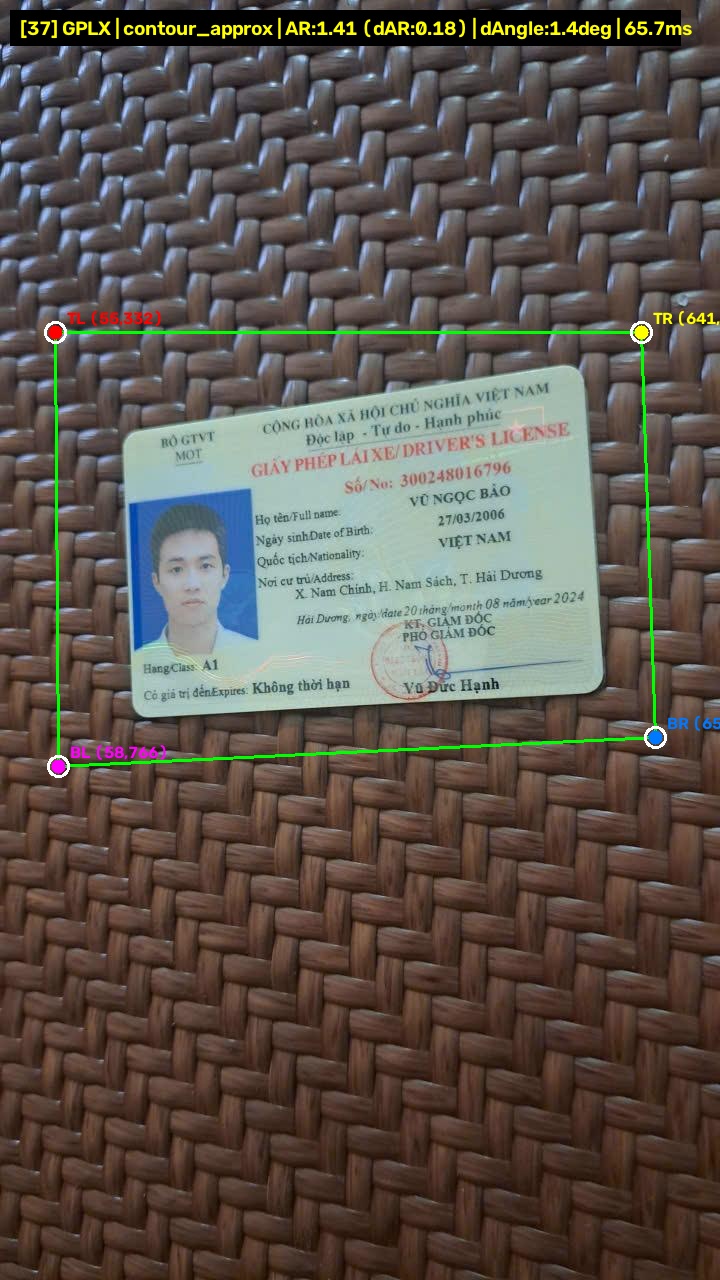 [37] GPLX | contour_approx | AR:1.41 (dAR:0.18) | dAngle:1.4deg | 65.7ms
TL (55,332)
TR (641,
BỘ GTVT
MOT
CỘNG HÒA XÃ HỘI CHỦ NGHĨA VIỆT NAM
Độc lập - Tự do - Hạnh phúc
GIẤY PHÉP LÁI XE/ DRIVER'S LICENSE
Số/ No: 300248016796
Họ tên/Full name: VŨ NGỌC BẢO
Ngày sinh/Date of Birth: 27/03/2006
Quốc tịch/Nationality: VIỆT NAM
Nơi cư trú/Address:
X. Nam Chính, H. Nam Sách, T. Hải Dương
Hải Dương, ngày/date 20 tháng/month 08 năm/year 2024
KT. GIÁM ĐỐC
PHÓ GIÁM ĐỐC
Hạng/Class: A1
Có giá trị đến/Expires: Không thời hạn
Vũ Đức Hạnh
BR (65
BL (58,766)